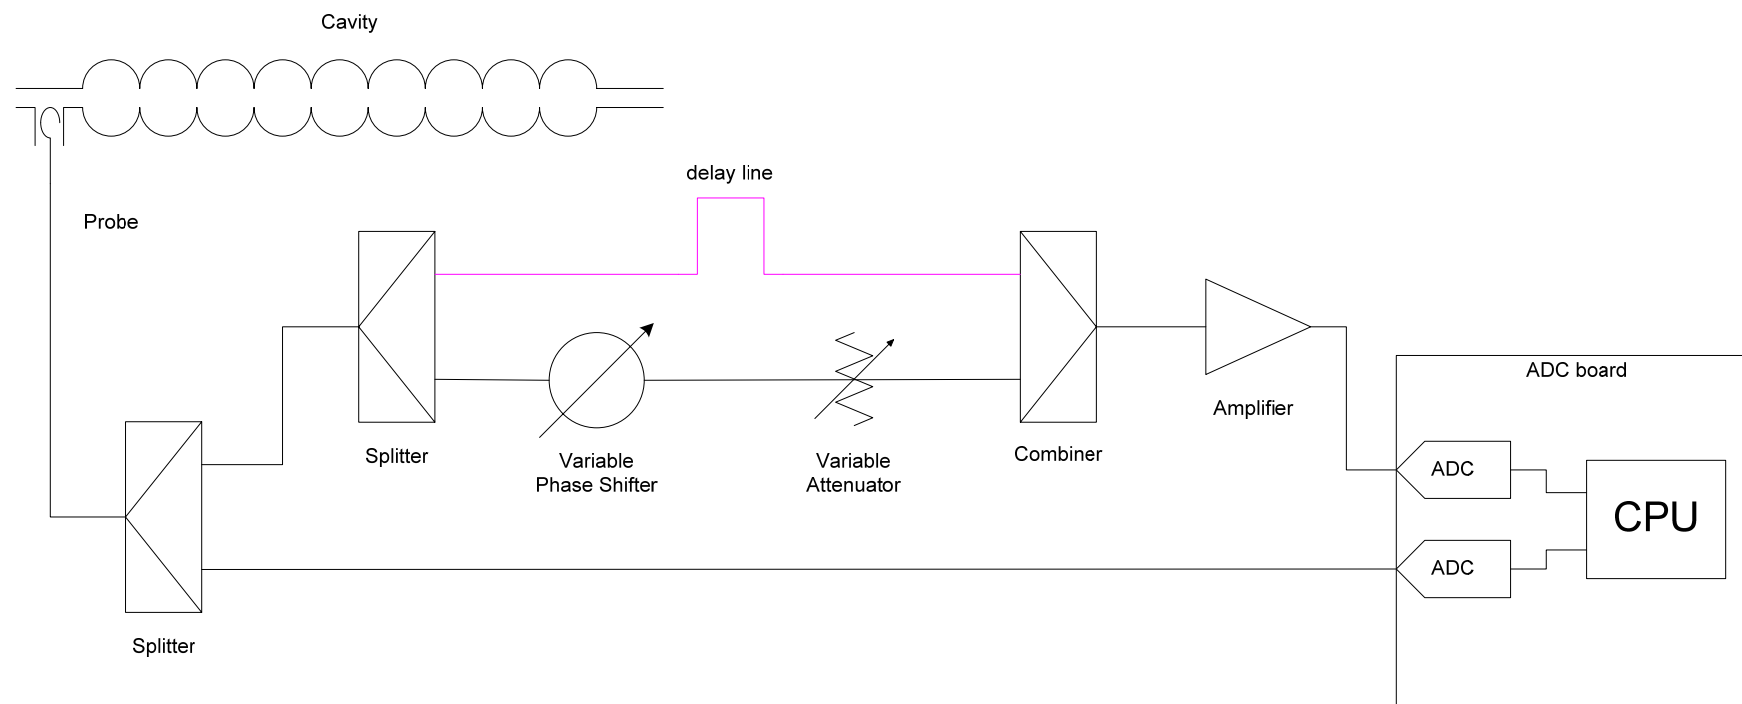 Cavity
delay line
Probe
ADC board
Amplifier
Splitter
Variable
Phase Shifter
Variable
Attenuator
Combiner
ADC
CPU
ADC
Splitter